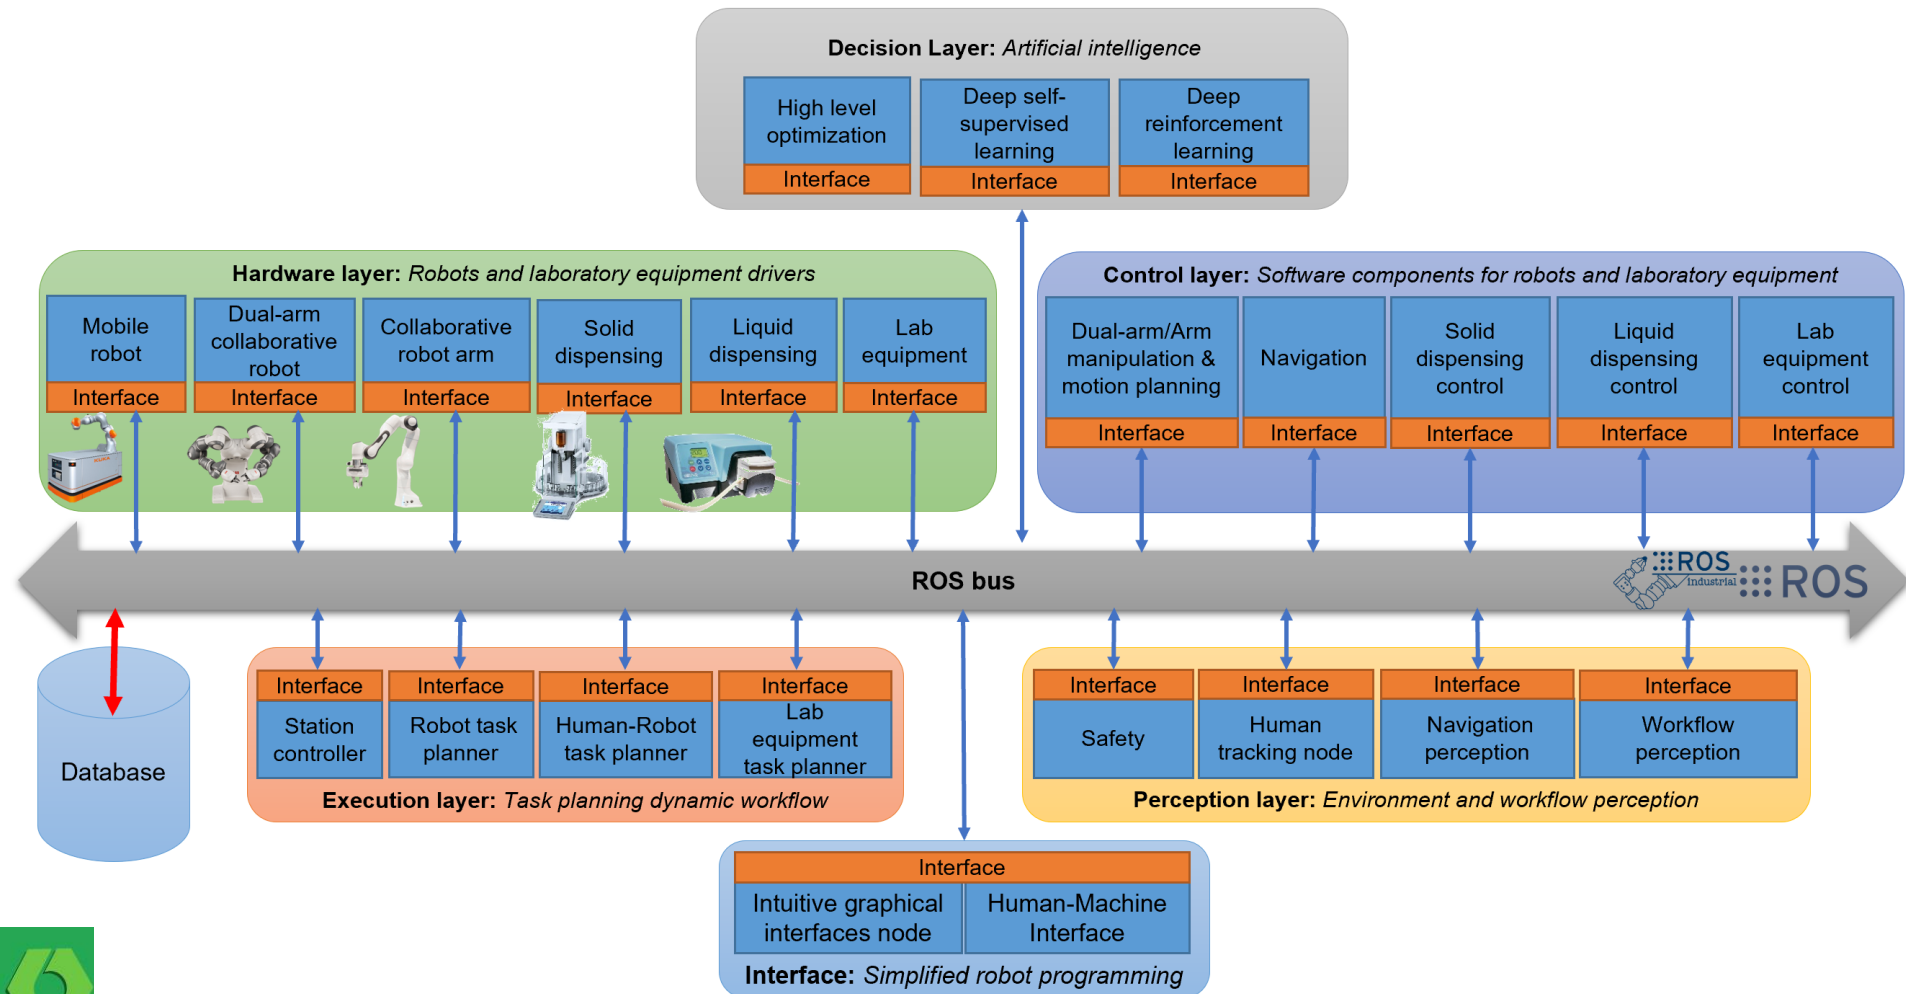 Decision Layer: Artificial intelligence
High level
optimization
Interface
Deep self-
supervised
learning
Interface
Deep
reinforcement
learning
Interface
Hardware layer: Robots and laboratory equipment drivers
Mobile
robot
Interface
Dual-arm
collaborative
robot
Interface
Collaborative
robot arm
Interface
Solid
dispensing
Interface
Liquid
dispensing
Interface
Lab
equipment
Interface
Control layer: Software components for robots and laboratory equipment
Dual-arm/Arm
manipulation &
motion planning
Interface
Navigation
Interface
Solid
dispensing
control
Interface
Liquid
dispensing
control
Interface
Lab
equipment
control
Interface
ROS bus
ROS
industrial
ROS
Database
Interface
Station
controller
Interface
Robot task
planner
Interface
Human-Robot
task planner
Interface
Lab
equipment
task planner
Execution layer: Task planning dynamic workflow
Interface
Safety
Interface
Human
tracking node
Interface
Navigation
perception
Interface
Workflow
perception
Perception layer: Environment and workflow perception
Interface
Intuitive graphical
interfaces node
Human-Machine
Interface
Interface: Simplified robot programming